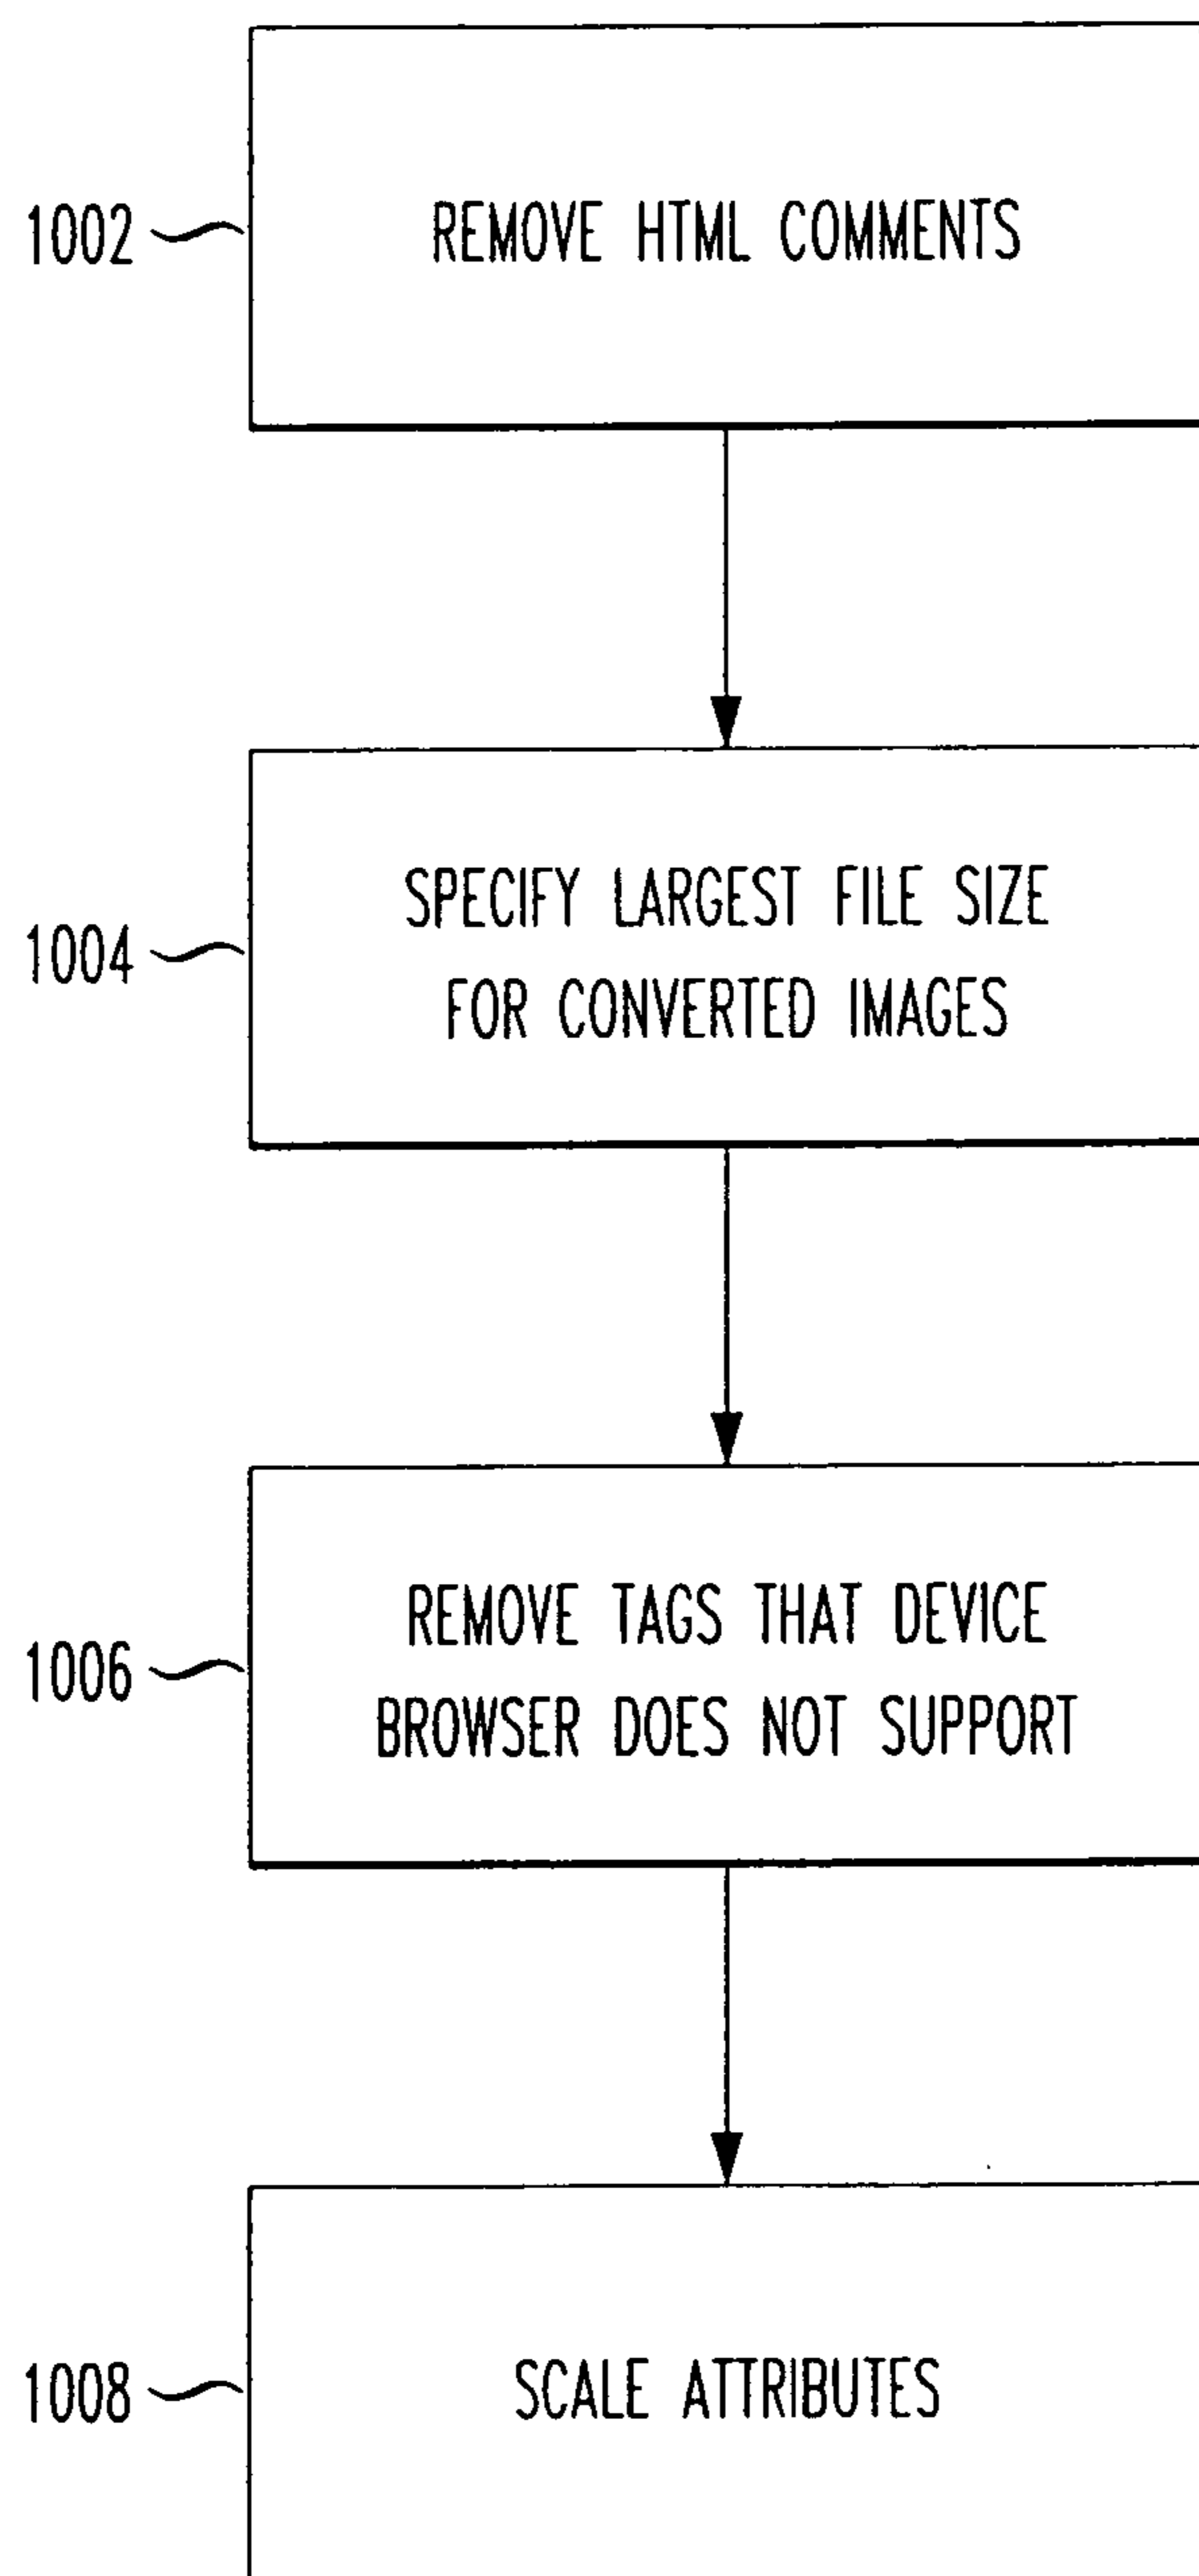 1002
REMOVE HTML COMMENTS
1004
SPECIFY LARGEST FILE SIZE
FOR CONVERTED IMAGES
1006
REMOVE TAGS THAT DEVICE
BROWSER DOES NOT SUPPORT
1008
SCALE ATTRIBUTES